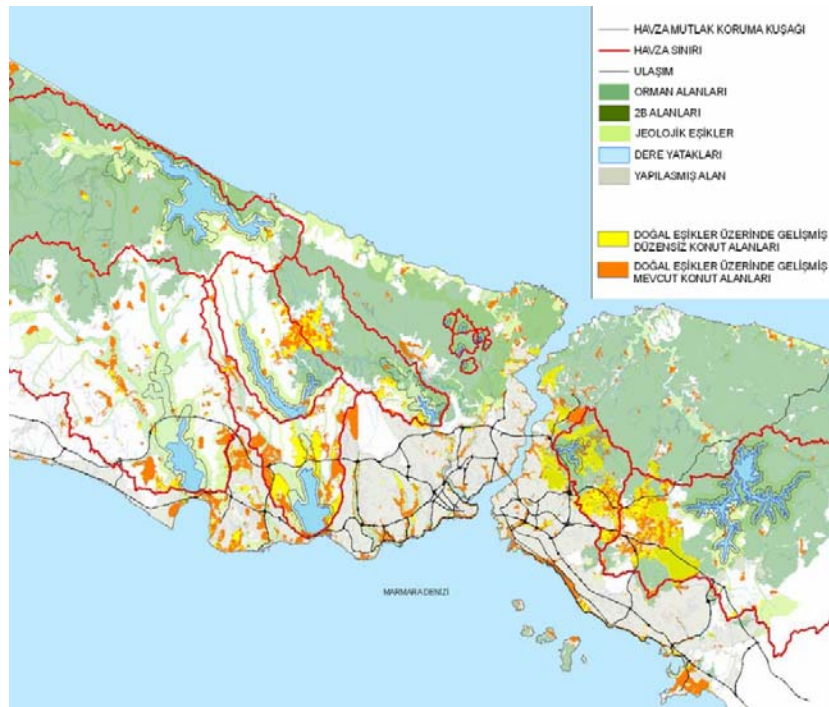 HAVZA MUTLAK KORUMA KUŞAĞI
HAVZA SINIRI
ULAŞIM
ORMAN ALANLARI
2B ALANLARI
JEOLOJİK EŞİKLER
DERE YATAKLARI
YAPILAŞMIŞ ALAN
DOĞAL EŞİKLER ÜZERİNDE GELİŞMİŞ
DÜZENSİZ KONUT ALANLARI
DOĞAL EŞİKLER ÜZERİNDE GELİŞMİŞ
MEVCUT KONUT ALANLARI
MARMARA DENİZİ